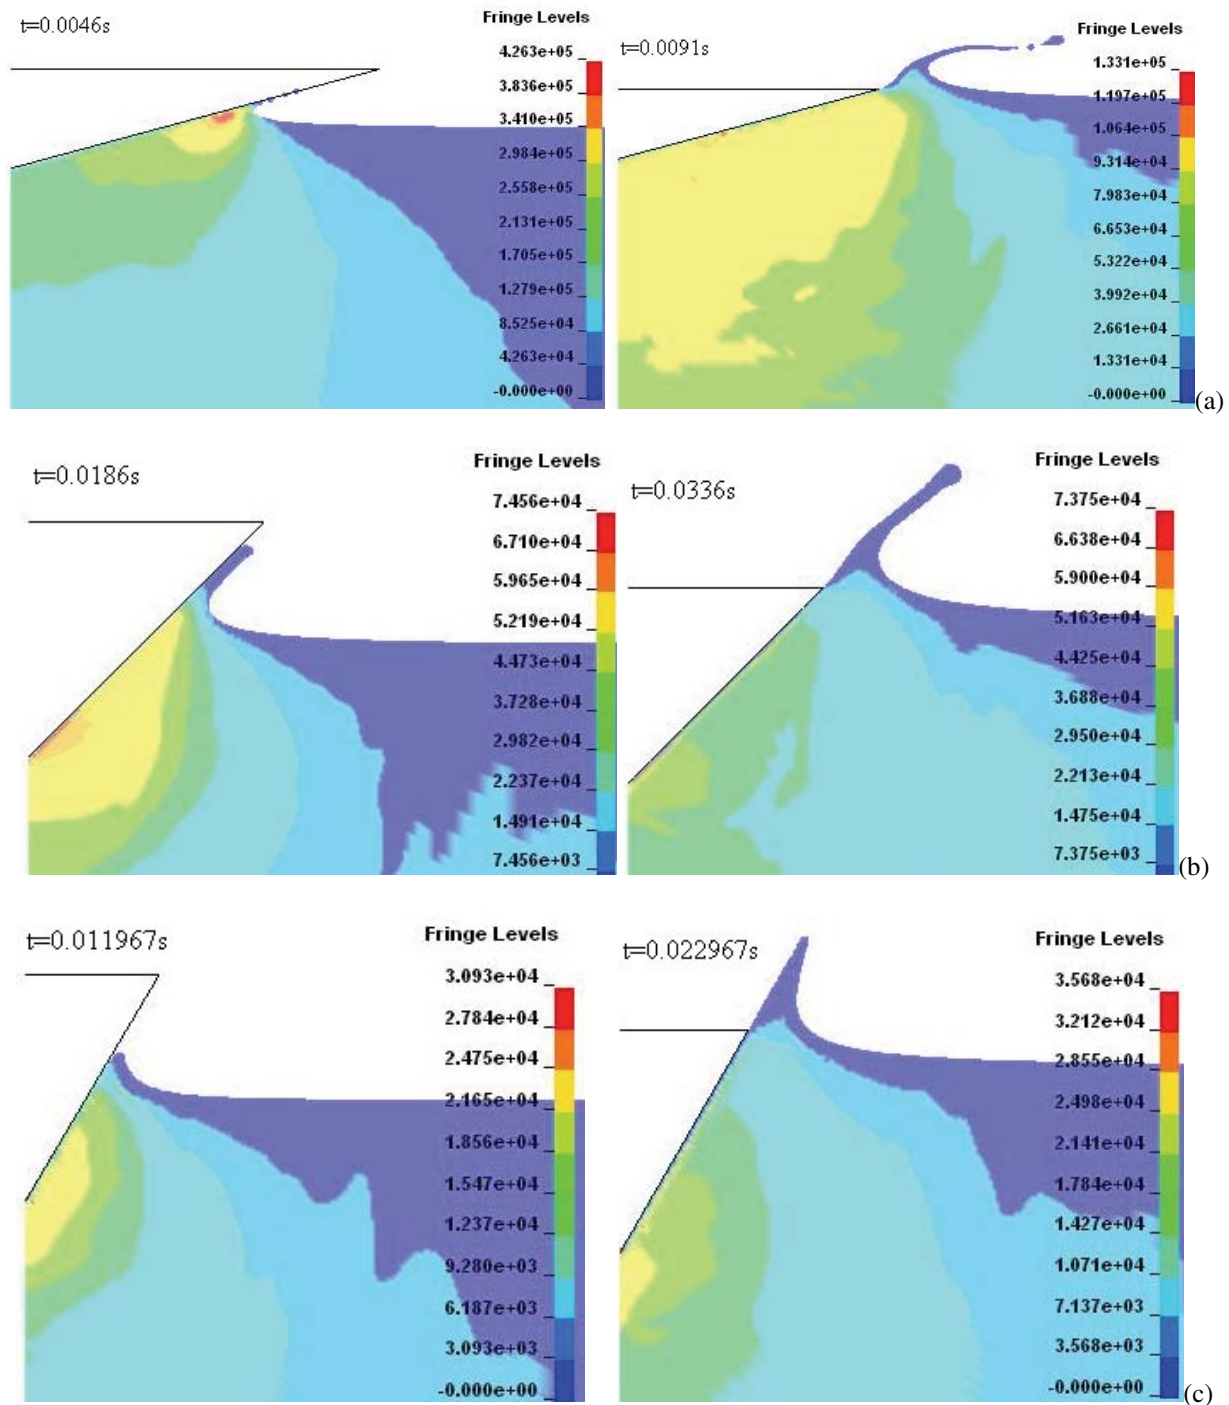 t=0.0046s
Fringe Levels
4.263e+05
3.836e+05
3.410e+05
2.984e+05
2.558e+05
2.131e+05
1.705e+05
1.279e+05
8.525e+04
4.263e+04
-0.000e+00
t=0.0091s
Fringe Levels
1.331e+05
1.197e+05
1.064e+05
9.314e+04
7.983e+04
6.653e+04
5.322e+04
3.992e+04
2.661e+04
1.331e+04
-0.000e+00
(a)
t=0.0186s
Fringe Levels
7.456e+04
6.710e+04
5.965e+04
5.219e+04
4.473e+04
3.728e+04
2.982e+04
2.237e+04
1.491e+04
7.456e+03
t=0.0336s
Fringe Levels
7.375e+04
6.638e+04
5.900e+04
5.163e+04
4.425e+04
3.688e+04
2.950e+04
2.213e+04
1.475e+04
7.375e+03
(b)
t=0.011967s
Fringe Levels
3.093e+04
2.784e+04
2.475e+04
2.165e+04
1.856e+04
1.547e+04
1.237e+04
9.280e+03
6.187e+03
3.093e+03
-0.000e+00
t=0.022967s
Fringe Levels
3.568e+04
3.212e+04
2.855e+04
2.498e+04
2.141e+04
1.784e+04
1.427e+04
1.071e+04
7.137e+03
3.568e+03
-0.000e+00
(c)